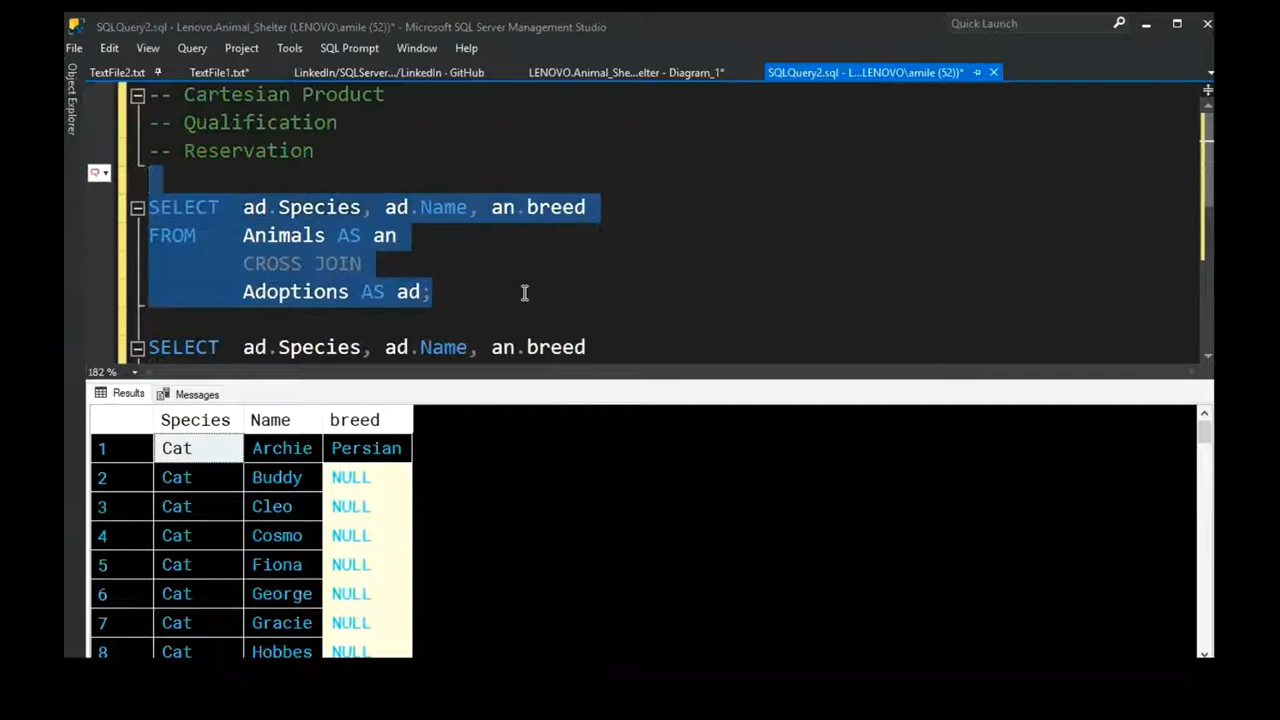 SQLQuery2.sql - Lenovo.Animal_Shelter (LENOVO\amile (52))* - Microsoft SQL Server Management Studio
Quick Launch
File Edit View Query Project Tools SQL Prompt Window Help
TextFile2.txt TextFile1.txt* LinkedIn/SQLServer.../LinkedIn - GitHub LENOVO.Animal_She...elter - Diagram_1* SQLQuery2.sql - L...LENOVO\amile (52))*
Object Explorer
-- Cartesian Product
-- Qualification
-- Reservation
SELECT ad.Species, ad.Name, an.breed
FROM Animals AS an
CROSS JOIN
Adoptions AS ad;
SELECT ad.Species, ad.Name, an.breed
182 %
Results Messages
Species Name breed
1 Cat Archie Persian
2 Cat Buddy NULL
3 Cat Cleo NULL
4 Cat Cosmo NULL
5 Cat Fiona NULL
6 Cat George NULL
7 Cat Gracie NULL
8 Cat Hobbes NULL